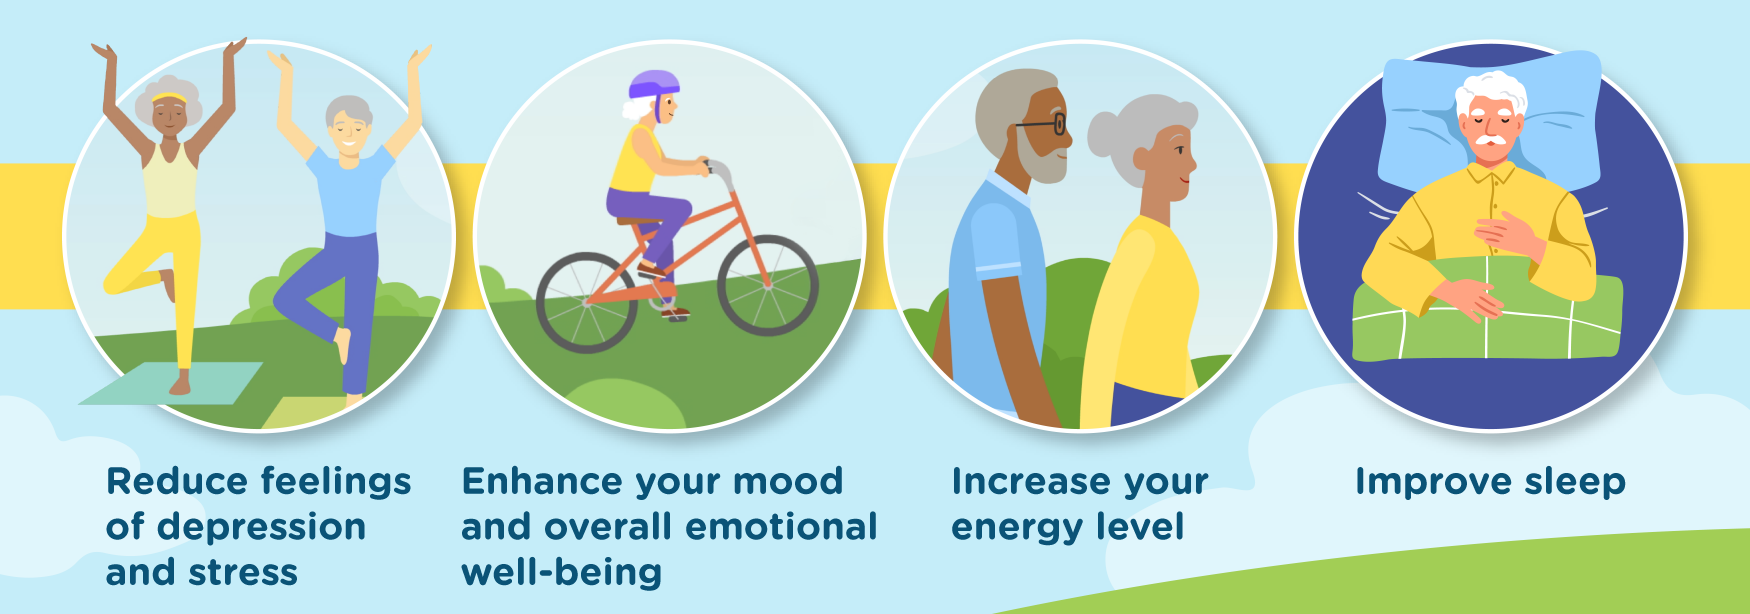 Reduce feelings
of depression
and stress
Enhance your mood
and overall emotional
well-being
Increase your
energy level
Improve sleep